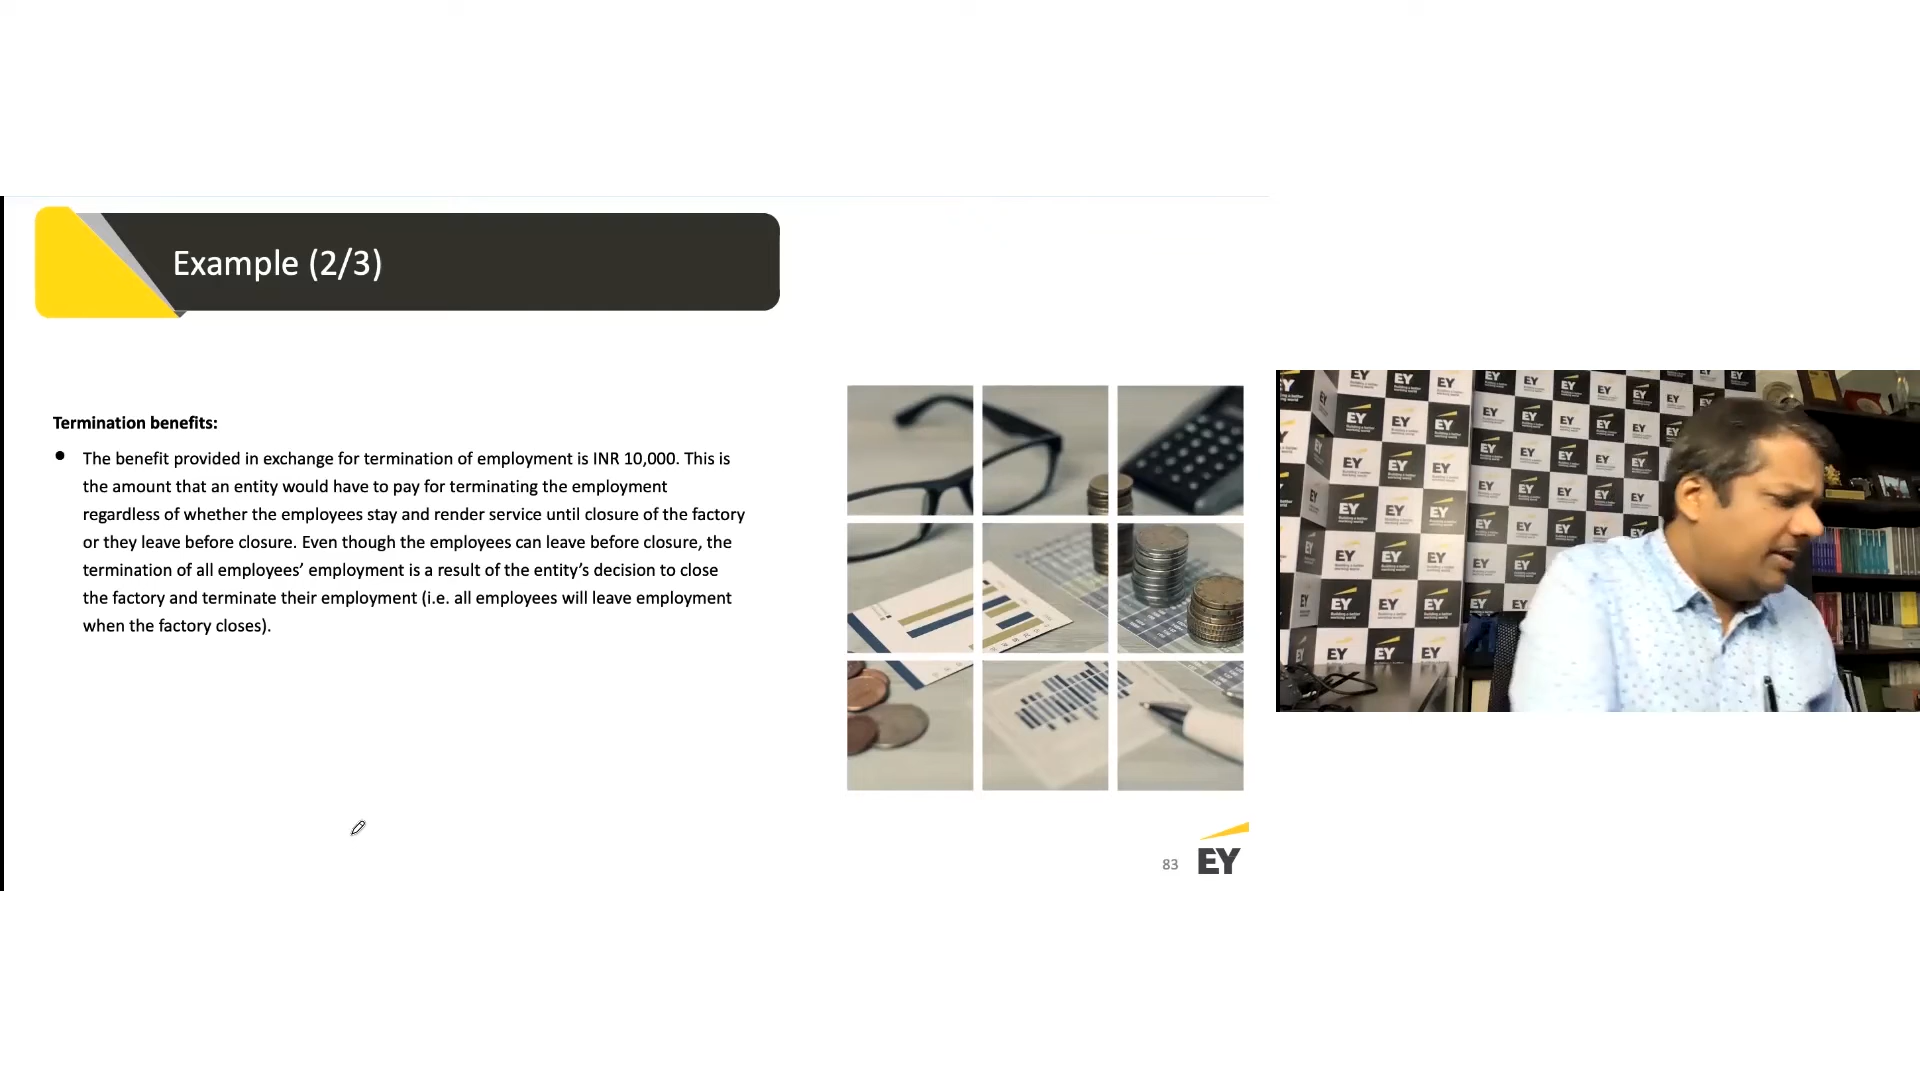 Example (2/3)
Termination benefits:
● The benefit provided in exchange for termination of employment is INR 10,000. This is
the amount that an entity would have to pay for terminating the employment
regardless of whether the employees stay and render service until closure of the factory
or they leave before closure. Even though the employees can leave before closure, the
termination of all employees’ employment is a result of the entity’s decision to close
the factory and terminate their employment (i.e. all employees will leave employment
when the factory closes).
83
EY